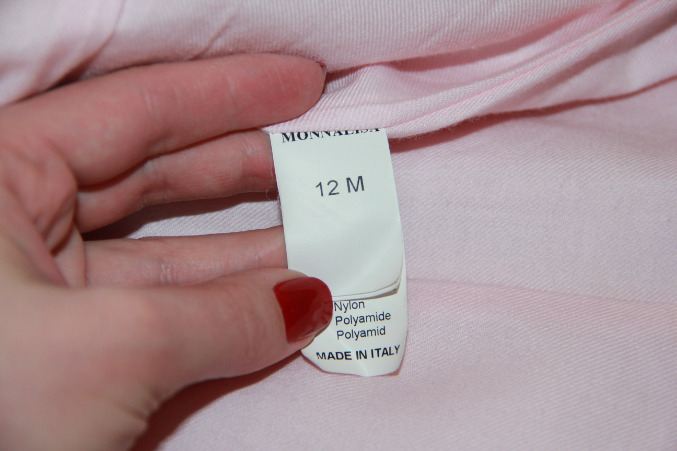 MONNALISA
12 M
Nylon
Polyamide
Polyamid
MADE IN ITALY